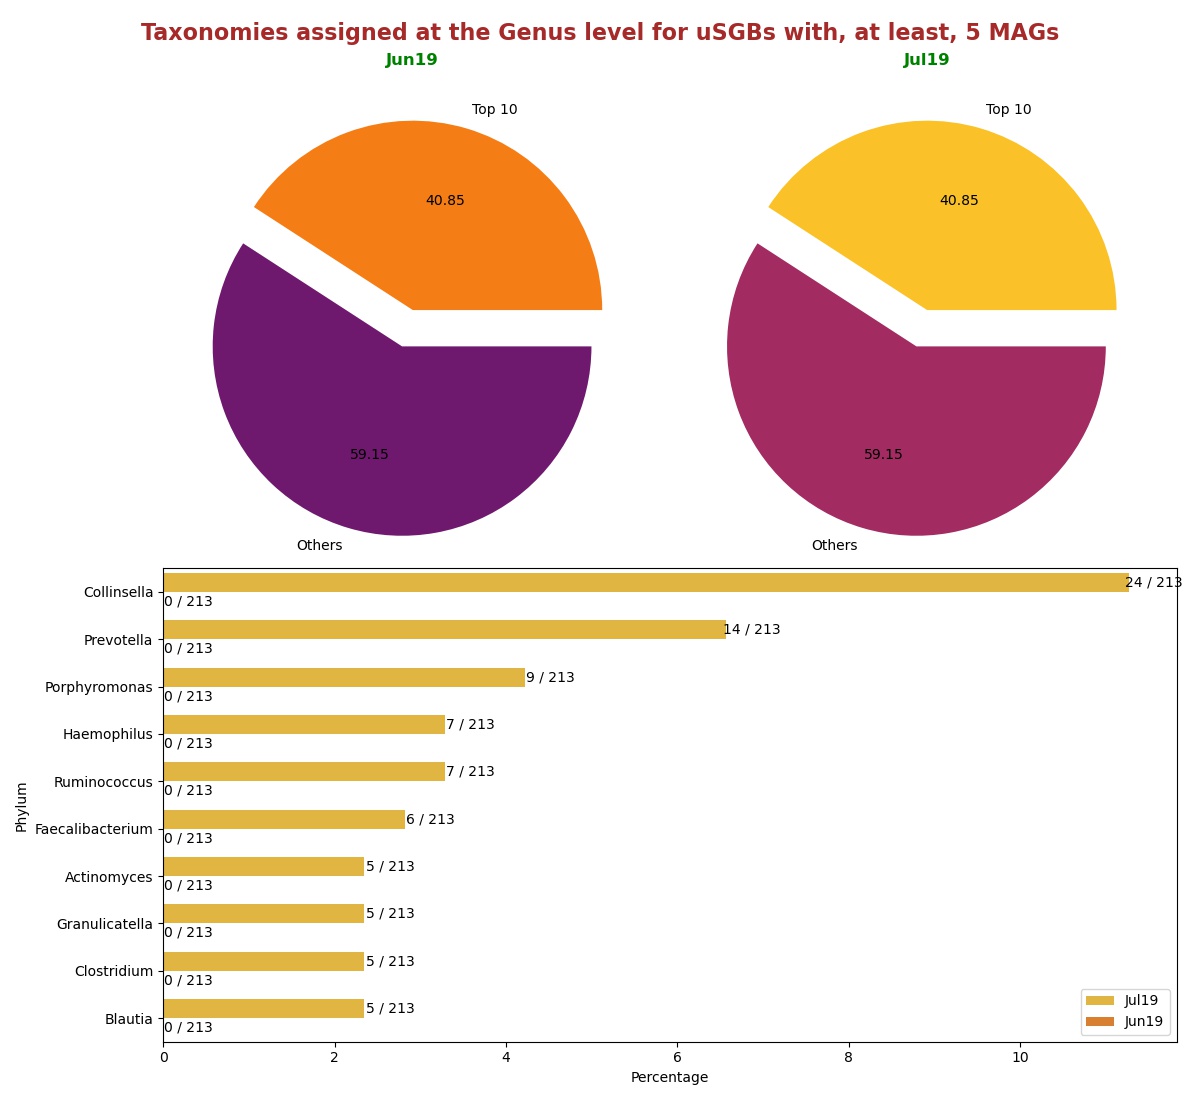 Taxonomies assigned at the Genus level for uSGBs with, at least, 5 MAGs
Jun19
Jul19
Top 10
Top 10
40.85
40.85
59.15
59.15
Others
Others
Collinsella
24 / 213
0 / 213
Prevotella
14 / 213
0 / 213
Porphyromonas
9 / 213
0 / 213
Haemophilus
7 / 213
0 / 213
Ruminococcus
7 / 213
0 / 213
Phylum
Faecalibacterium
6 / 213
0 / 213
Actinomyces
5 / 213
0 / 213
Granulicatella
5 / 213
0 / 213
Clostridium
5 / 213
0 / 213
Blautia
5 / 213
0 / 213
Jul19
Jun19
0 2 4 6 8 10
Percentage